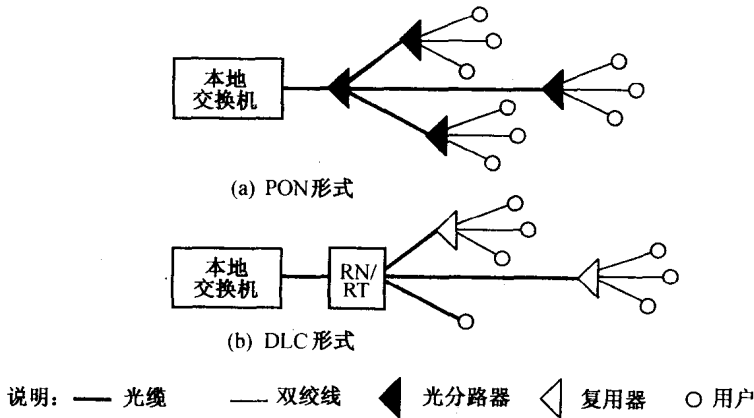 本地
交换机
(a) PON形式
本地
交换机
RN/
RT
(b) DLC形式
说明: 光缆 双绞线 光分路器 复用器 用户